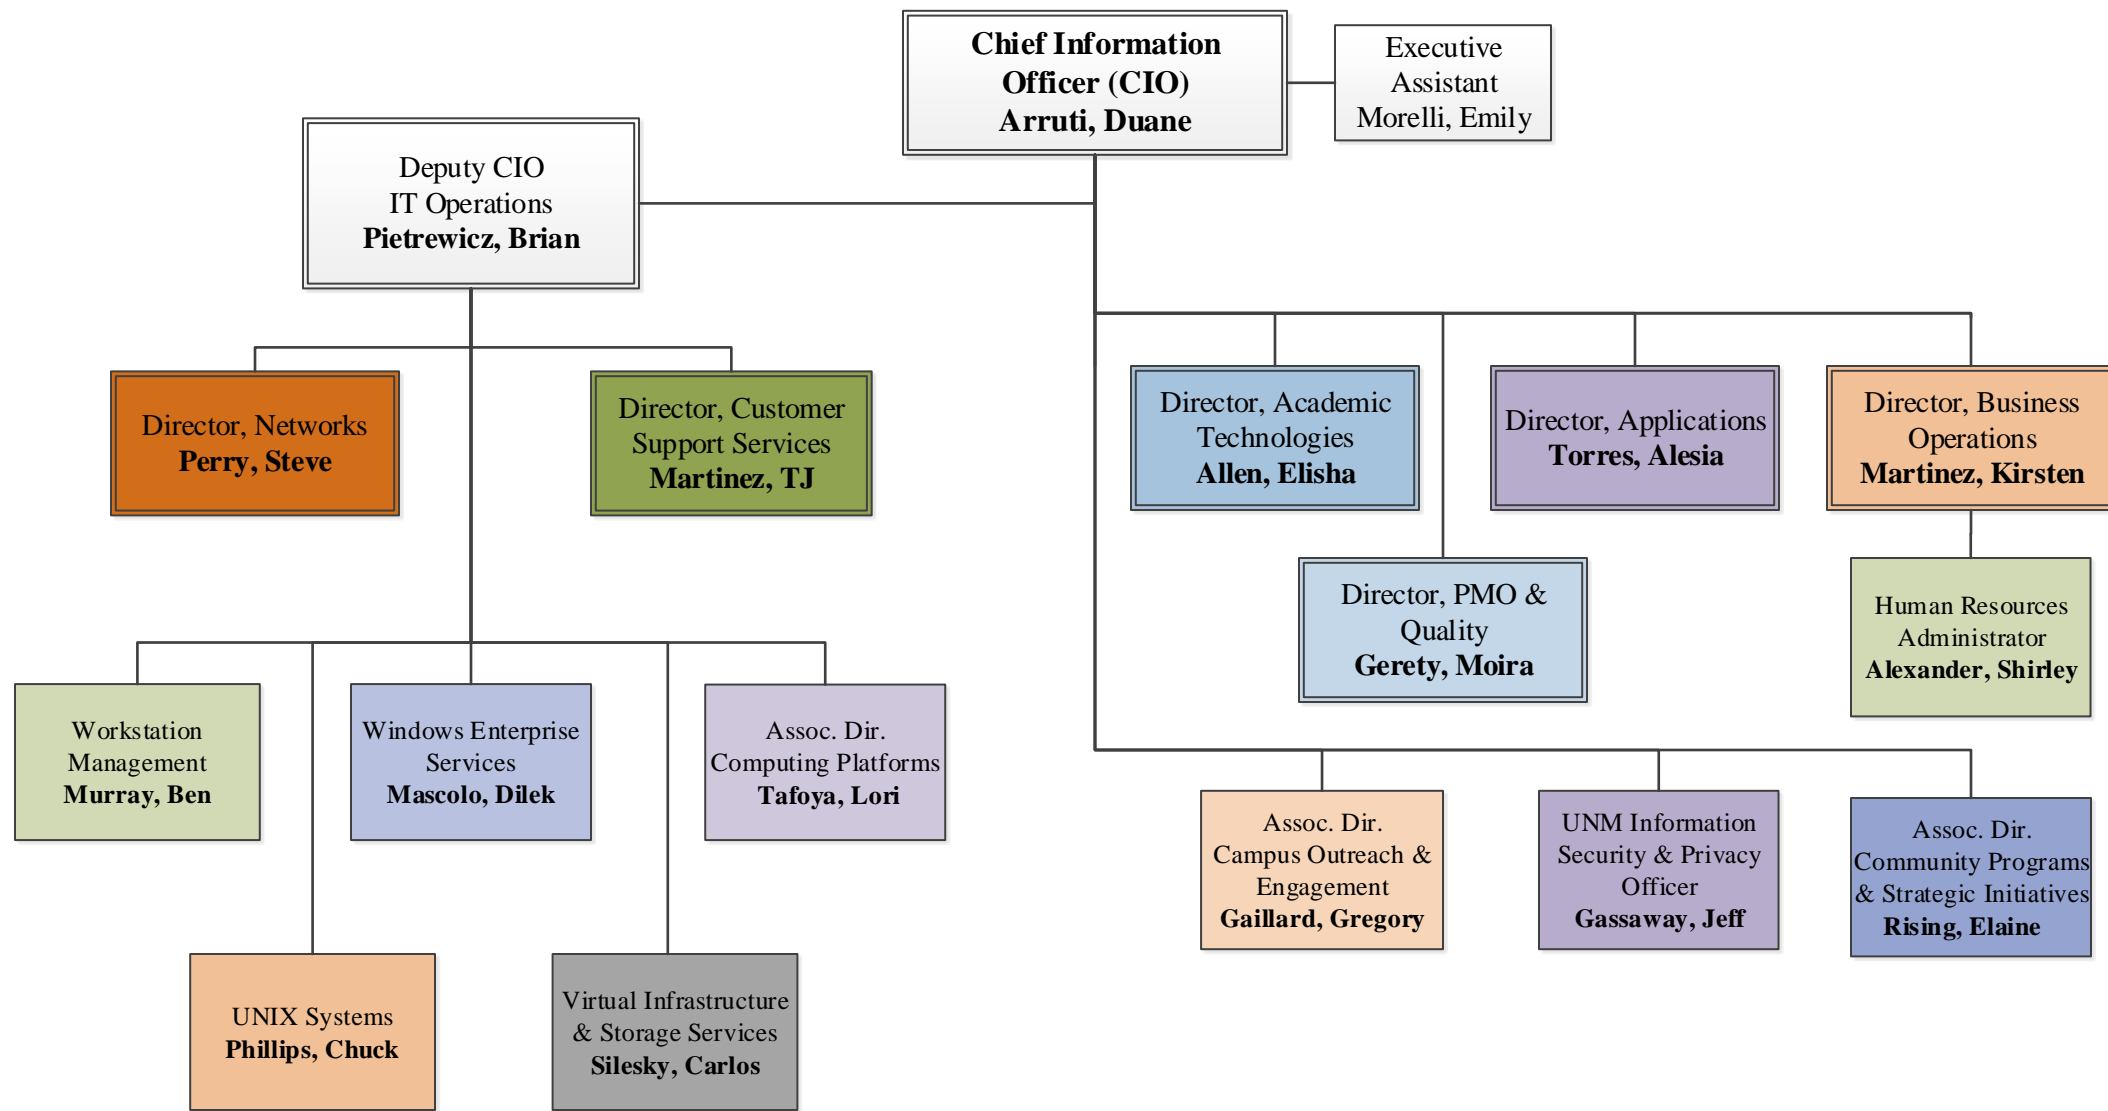 Chief Information
Officer (CIO)
Arruti, Duane
Executive
Assistant
Morelli, Emily
Deputy CIO
IT Operations
Pietrewicz, Brian
Director, Networks
Perry, Steve
Director, Customer
Support Services
Martinez, TJ
Director, Academic
Technologies
Allen, Elisha
Director, Applications
Torres, Alesia
Director, Business
Operations
Martinez, Kirsten
Director, PMO &
Quality
Gerety, Moira
Human Resources
Administrator
Alexander, Shirley
Workstation
Management
Murray, Ben
Windows Enterprise
Services
Mascolo, Dilek
Assoc. Dir.
Computing Platforms
Tafoya, Lori
Assoc. Dir.
Campus Outreach &
Engagement
Gaillard, Gregory
UNM Information
Security & Privacy
Officer
Gassaway, Jeff
Assoc. Dir.
Community Programs
& Strategic Initiatives
Rising, Elaine
UNIX Systems
Phillips, Chuck
Virtual Infrastructure
& Storage Services
Silesky, Carlos